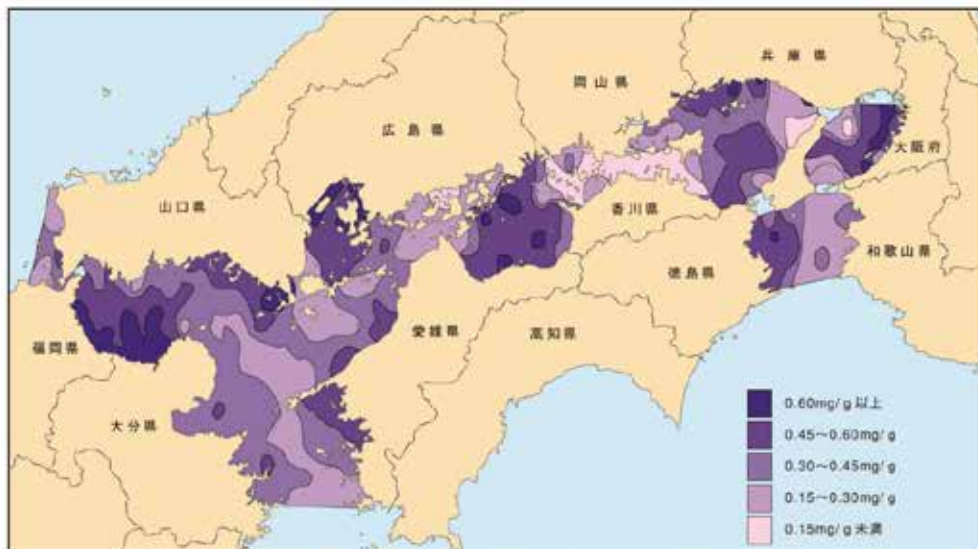 兵庫県
岡山県
広島県
大阪府
山口県
香川県
和歌山県
徳島県
愛媛県
福岡県
高知県
大分県
0.60mg/g以上
0.45～0.60mg/g
0.30～0.45mg/g
0.15～0.30mg/g
0.15mg/g未満